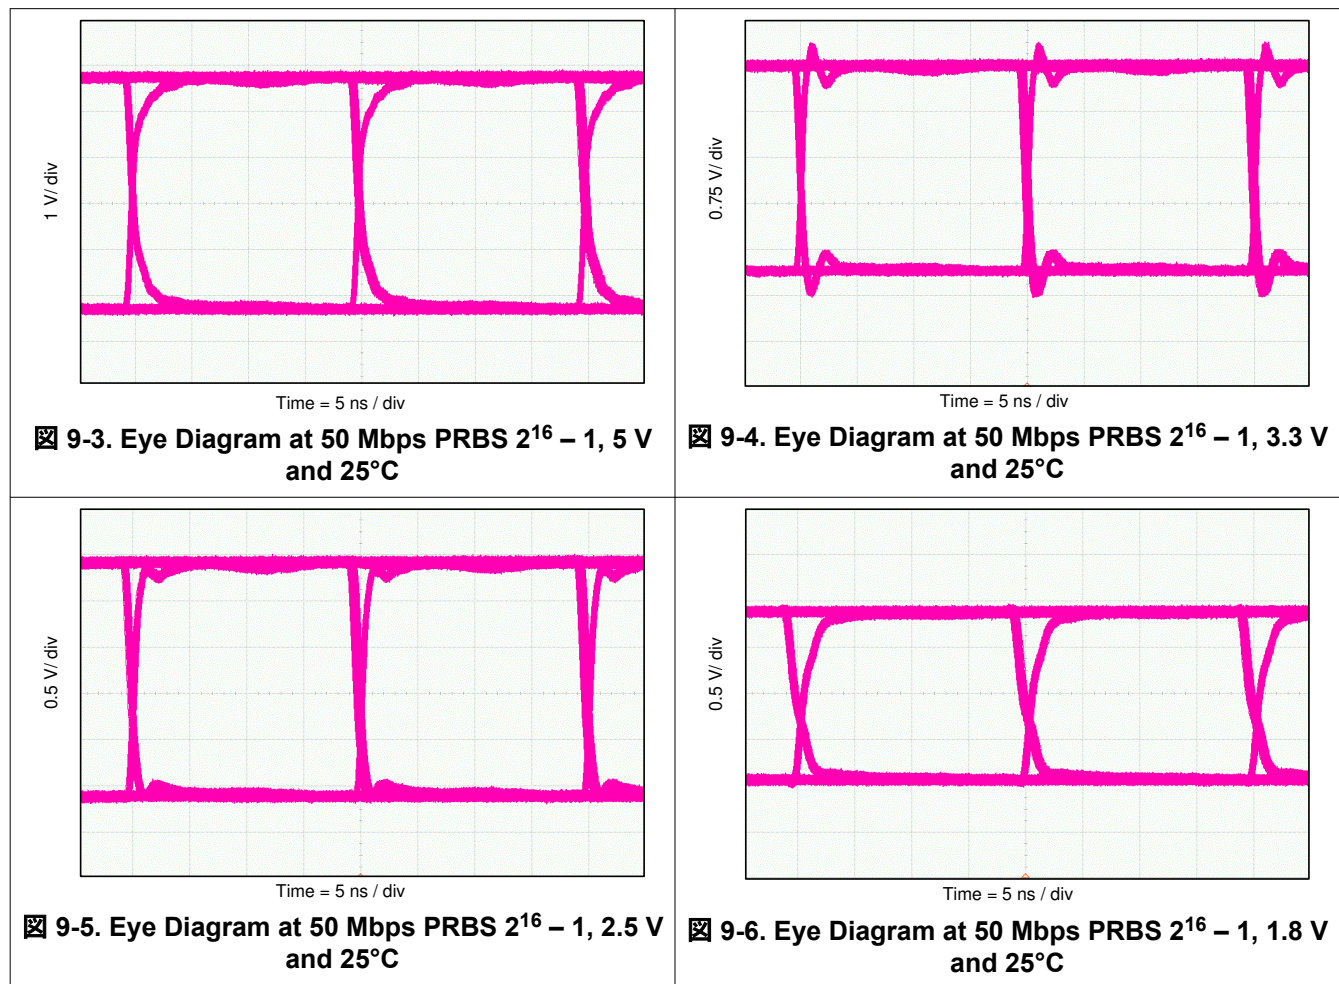 1 V/ div
Time = 5 ns / div
図 9-3. Eye Diagram at 50 Mbps PRBS 2¹⁶ – 1, 5 V
and 25°C
0.75 V/ div
Time = 5 ns / div
図 9-4. Eye Diagram at 50 Mbps PRBS 2¹⁶ – 1, 3.3 V
and 25°C
0.5 V/ div
Time = 5 ns / div
図 9-5. Eye Diagram at 50 Mbps PRBS 2¹⁶ – 1, 2.5 V
and 25°C
0.5 V/ div
Time = 5 ns / div
図 9-6. Eye Diagram at 50 Mbps PRBS 2¹⁶ – 1, 1.8 V
and 25°C